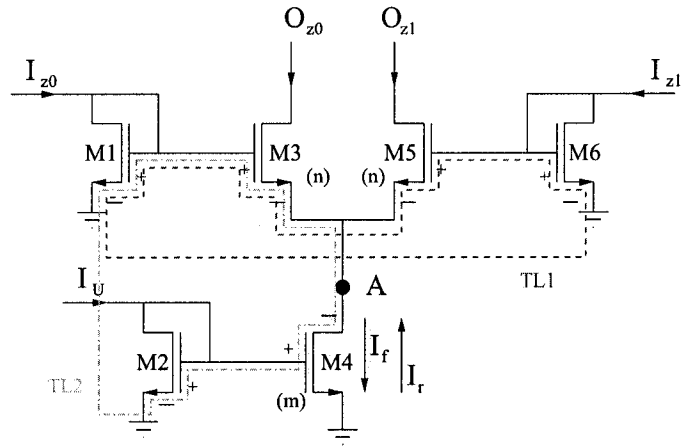 O_z0 O_z1
I_z0 I_z1
M1 M3 M5 M6
(n) (n)
+ + + +
− − − −
TL1
I_U A
−
M2 + M4 I_f I_r
+
TL2 − (m)